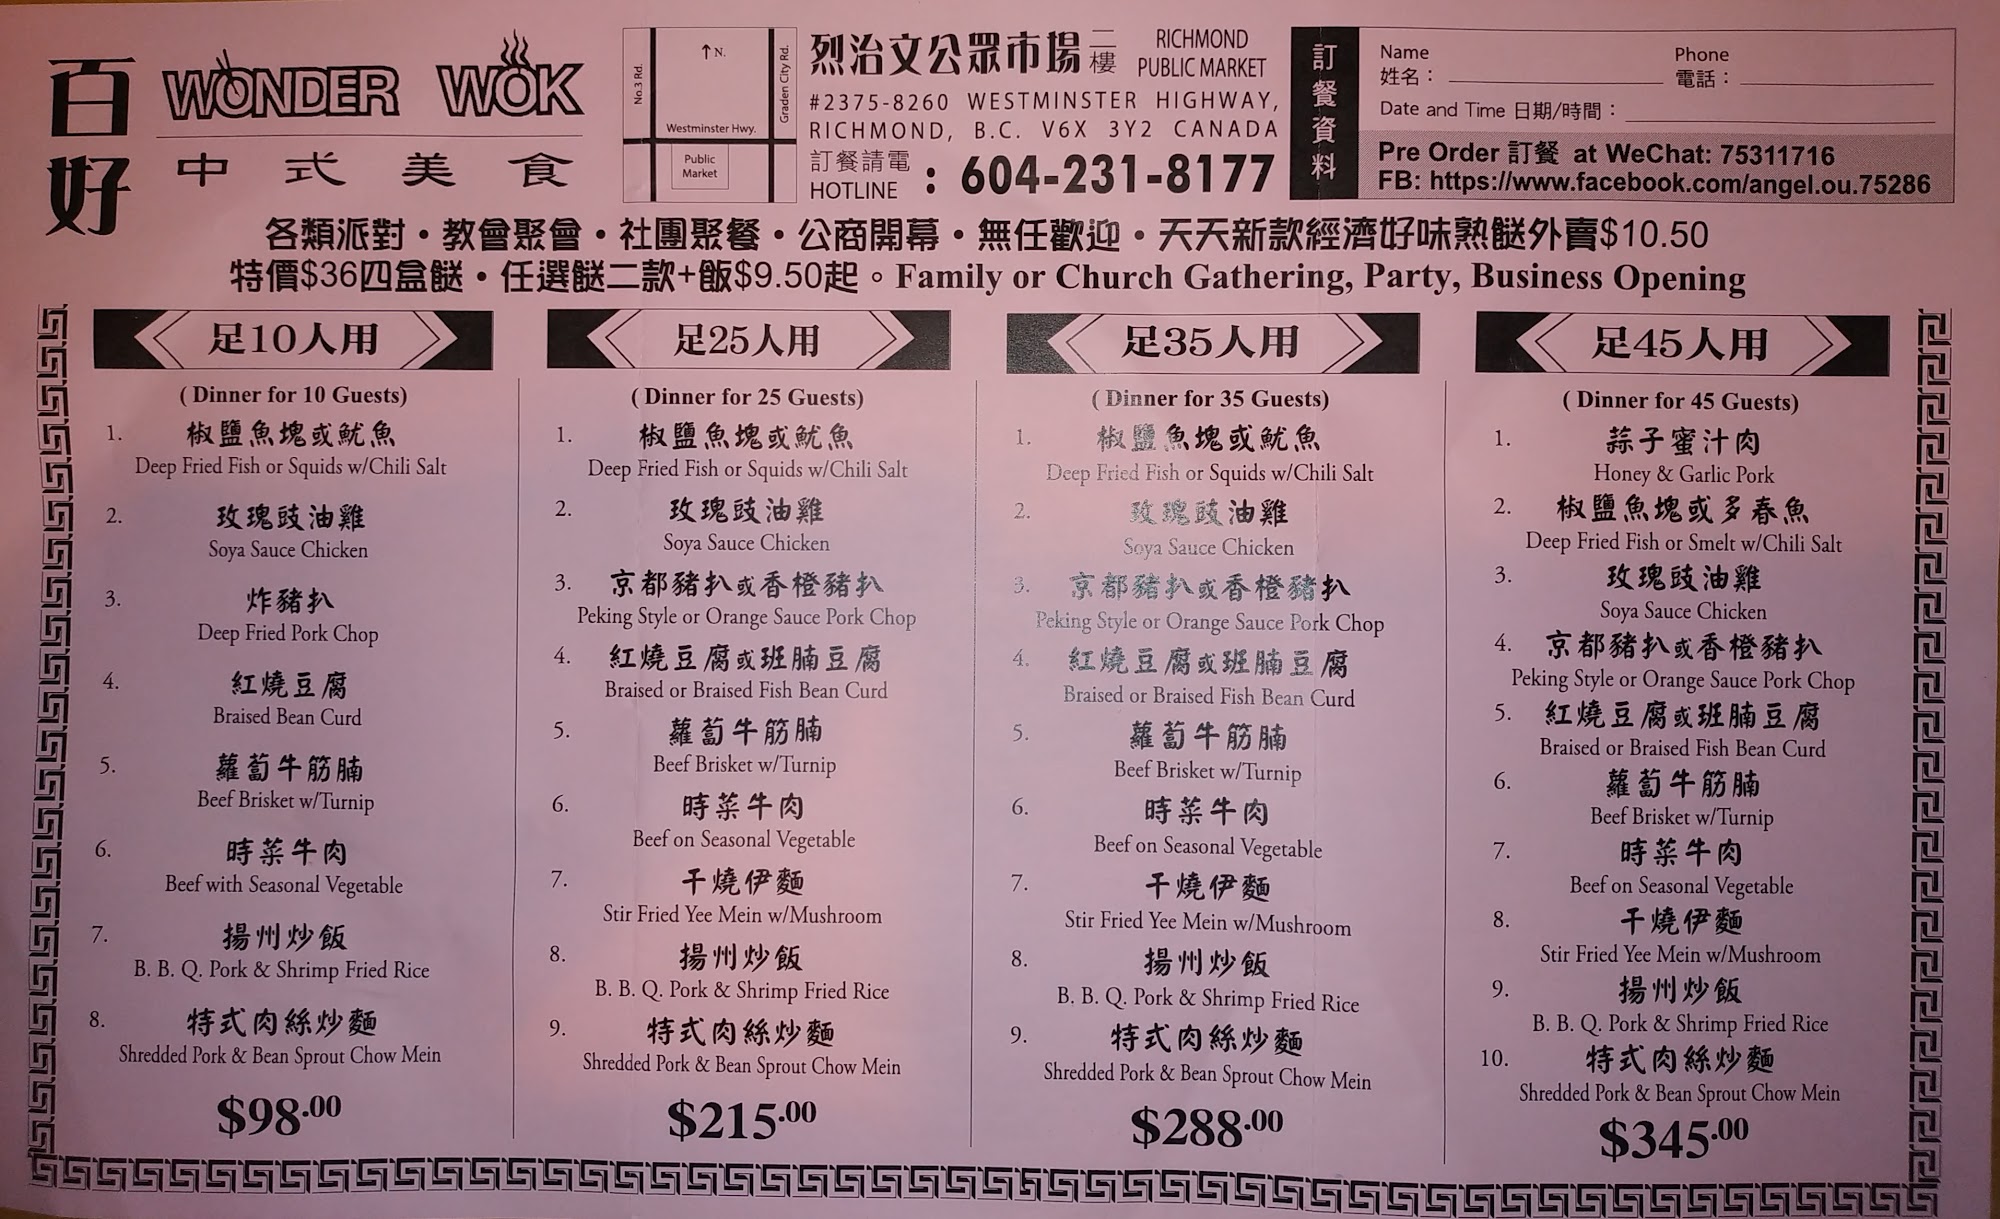 百好
WONDER WOK
中式美食
↑N.
No.3 Rd.
Graden City Rd.
Westminster Hwy.
Public
Market
烈治文公眾市場二樓
RICHMOND
PUBLIC MARKET
#2375-8260 WESTMINSTER HIGHWAY,
RICHMOND, B.C. V6X 3Y2 CANADA
訂餐請電
HOTLINE : 604-231-8177
訂餐資料
Name
姓名：
Phone
電話：
Date and Time 日期/時間：
Pre Order 訂餐 at WeChat: 75311716
FB: https://www.facebook.com/angel.ou.75286
各類派對・教會聚會・社團聚餐・公商開幕・無任歡迎・天天新款經濟好味熟餸外賣$10.50
特價$36四盒餸・任選餸二款+飯$9.50起。Family or Church Gathering, Party, Business Opening
足10人用
( Dinner for 10 Guests)
1. 椒鹽魚塊或魷魚
Deep Fried Fish or Squids w/Chili Salt
2. 玫瑰豉油雞
Soya Sauce Chicken
3. 炸豬扒
Deep Fried Pork Chop
4. 紅燒豆腐
Braised Bean Curd
5. 蘿蔔牛筋腩
Beef Brisket w/Turnip
6. 時菜牛肉
Beef with Seasonal Vegetable
7. 揚州炒飯
B. B. Q. Pork & Shrimp Fried Rice
8. 特式肉絲炒麵
Shredded Pork & Bean Sprout Chow Mein
$98.00
足25人用
( Dinner for 25 Guests)
1. 椒鹽魚塊或魷魚
Deep Fried Fish or Squids w/Chili Salt
2. 玫瑰豉油雞
Soya Sauce Chicken
3. 京都豬扒或香橙豬扒
Peking Style or Orange Sauce Pork Chop
4. 紅燒豆腐或班腩豆腐
Braised or Braised Fish Bean Curd
5. 蘿蔔牛筋腩
Beef Brisket w/Turnip
6. 時菜牛肉
Beef on Seasonal Vegetable
7. 干燒伊麵
Stir Fried Yee Mein w/Mushroom
8. 揚州炒飯
B. B. Q. Pork & Shrimp Fried Rice
9. 特式肉絲炒麵
Shredded Pork & Bean Sprout Chow Mein
$215.00
足35人用
( Dinner for 35 Guests)
1. 椒鹽魚塊或魷魚
Deep Fried Fish or Squids w/Chili Salt
2. 玫瑰豉油雞
Soya Sauce Chicken
3. 京都豬扒或香橙豬扒
Peking Style or Orange Sauce Pork Chop
4. 紅燒豆腐或班腩豆腐
Braised or Braised Fish Bean Curd
5. 蘿蔔牛筋腩
Beef Brisket w/Turnip
6. 時菜牛肉
Beef on Seasonal Vegetable
7. 干燒伊麵
Stir Fried Yee Mein w/Mushroom
8. 揚州炒飯
B. B. Q. Pork & Shrimp Fried Rice
9. 特式肉絲炒麵
Shredded Pork & Bean Sprout Chow Mein
$288.00
足45人用
( Dinner for 45 Guests)
1. 蒜子蜜汁肉
Honey & Garlic Pork
2. 椒鹽魚塊或多春魚
Deep Fried Fish or Smelt w/Chili Salt
3. 玫瑰豉油雞
Soya Sauce Chicken
4. 京都豬扒或香橙豬扒
Peking Style or Orange Sauce Pork Chop
5. 紅燒豆腐或班腩豆腐
Braised or Braised Fish Bean Curd
6. 蘿蔔牛筋腩
Beef Brisket w/Turnip
7. 時菜牛肉
Beef on Seasonal Vegetable
8. 干燒伊麵
Stir Fried Yee Mein w/Mushroom
9. 揚州炒飯
B. B. Q. Pork & Shrimp Fried Rice
10. 特式肉絲炒麵
Shredded Pork & Bean Sprout Chow Mein
$345.00